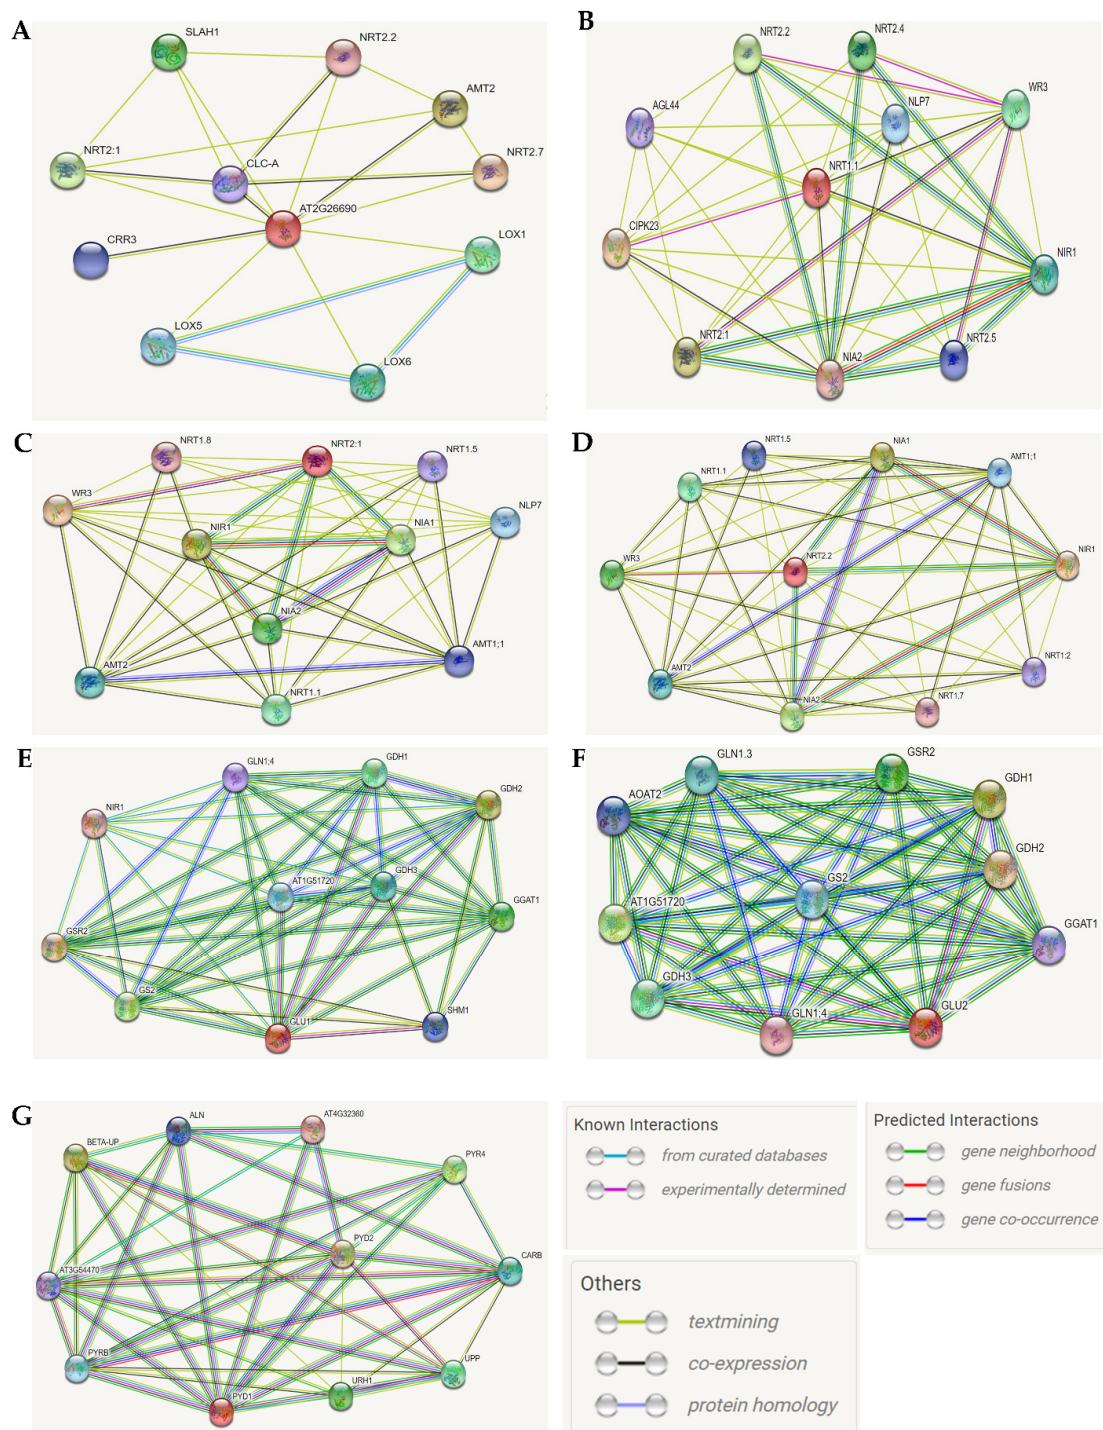 A
SLAH1
NRT2.2
AMT2
NRT2:1
CLC-A
NRT2.7
AT2G26690
CRR3
LOX1
LOX5
LOX6
B
NRT2.2
NRT2.4
WR3
AGL44
NLP7
NRT1.1
CIPK23
NIR1
NRT2:1
NIA2
NRT2.5
C
NRT1.8
NRT2:1
NRT1.5
WR3
NLP7
NIR1
NIA1
NIA2
AMT2
AMT1;1
NRT1.1
D
NRT1.5
NIA1
AMT1;1
NRT1.1
WR3
NRT2.2
NIR1
AMT2
NRT1:2
NIA2
NRT1.7
E
GLN1;4
GDH1
GDH2
NIR1
AT1G51720
GDH3
GGAT1
GSR2
GS2
GLU1
SHM1
F
GLN1.3
GSR2
GDH1
AOAT2
GDH2
GS2
AT1G51720
GGAT1
GDH3
GLN1;4
GLU2
G
ALN
AT4G32360
BETA-UP
PYR4
PYD2
CARB
AT3G54470
PYRB
UPP
URH1
PYD1
Known Interactions
from curated databases
experimentally determined
Predicted Interactions
gene neighborhood
gene fusions
gene co-occurrence
Others
textmining
co-expression
protein homology